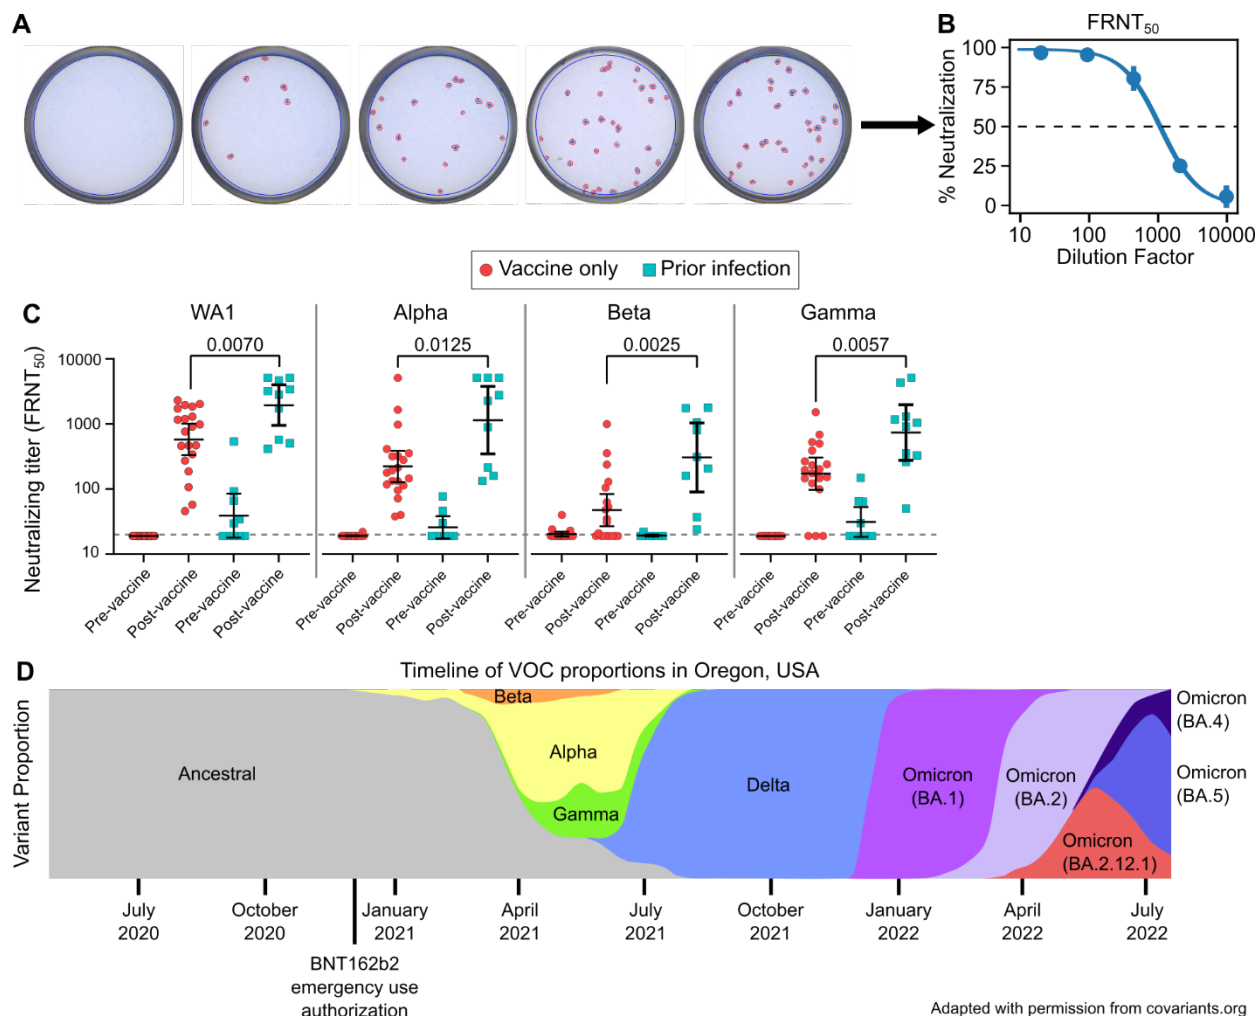 A
B
FRNT50
100
75
50
25
0
% Neutralization
10
100
1000
10000
Dilution Factor
Vaccine only
Prior infection
C
WA1
Alpha
Beta
Gamma
0.0070
0.0125
0.0025
0.0057
10000
1000
100
10
Neutralizing titer (FRNT50)
Pre-vaccine
Post-vaccine
Pre-vaccine
Post-vaccine
Pre-vaccine
Post-vaccine
Pre-vaccine
Post-vaccine
Pre-vaccine
Post-vaccine
Pre-vaccine
Post-vaccine
Pre-vaccine
Post-vaccine
Pre-vaccine
Post-vaccine
D
Timeline of VOC proportions in Oregon, USA
Variant Proportion
Ancestral
Beta
Alpha
Gamma
Delta
Omicron
(BA.1)
Omicron
(BA.2)
Omicron
(BA.2.12.1)
Omicron
(BA.4)
Omicron
(BA.5)
July
2020
October
2020
January
2021
April
2021
July
2021
October
2021
January
2022
April
2022
July
2022
BNT162b2
emergency use
authorization
Adapted with permission from covariants.org